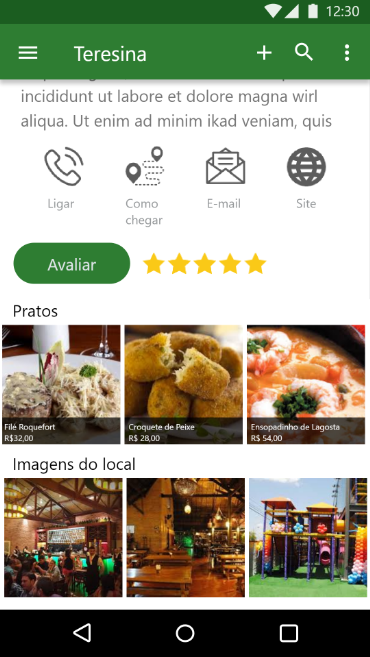 12:30
Teresina
incididunt ut labore et dolore magna wirl
aliqua. Ut enim ad minim ikad veniam, quis
Ligar
Como
chegar
E-mail
Site
Avaliar
Pratos
Filé Roquefort
R$32,00
Croquete de Peixe
R$ 28,00
Ensopadinho de Lagosta
R$ 54,00
Imagens do local